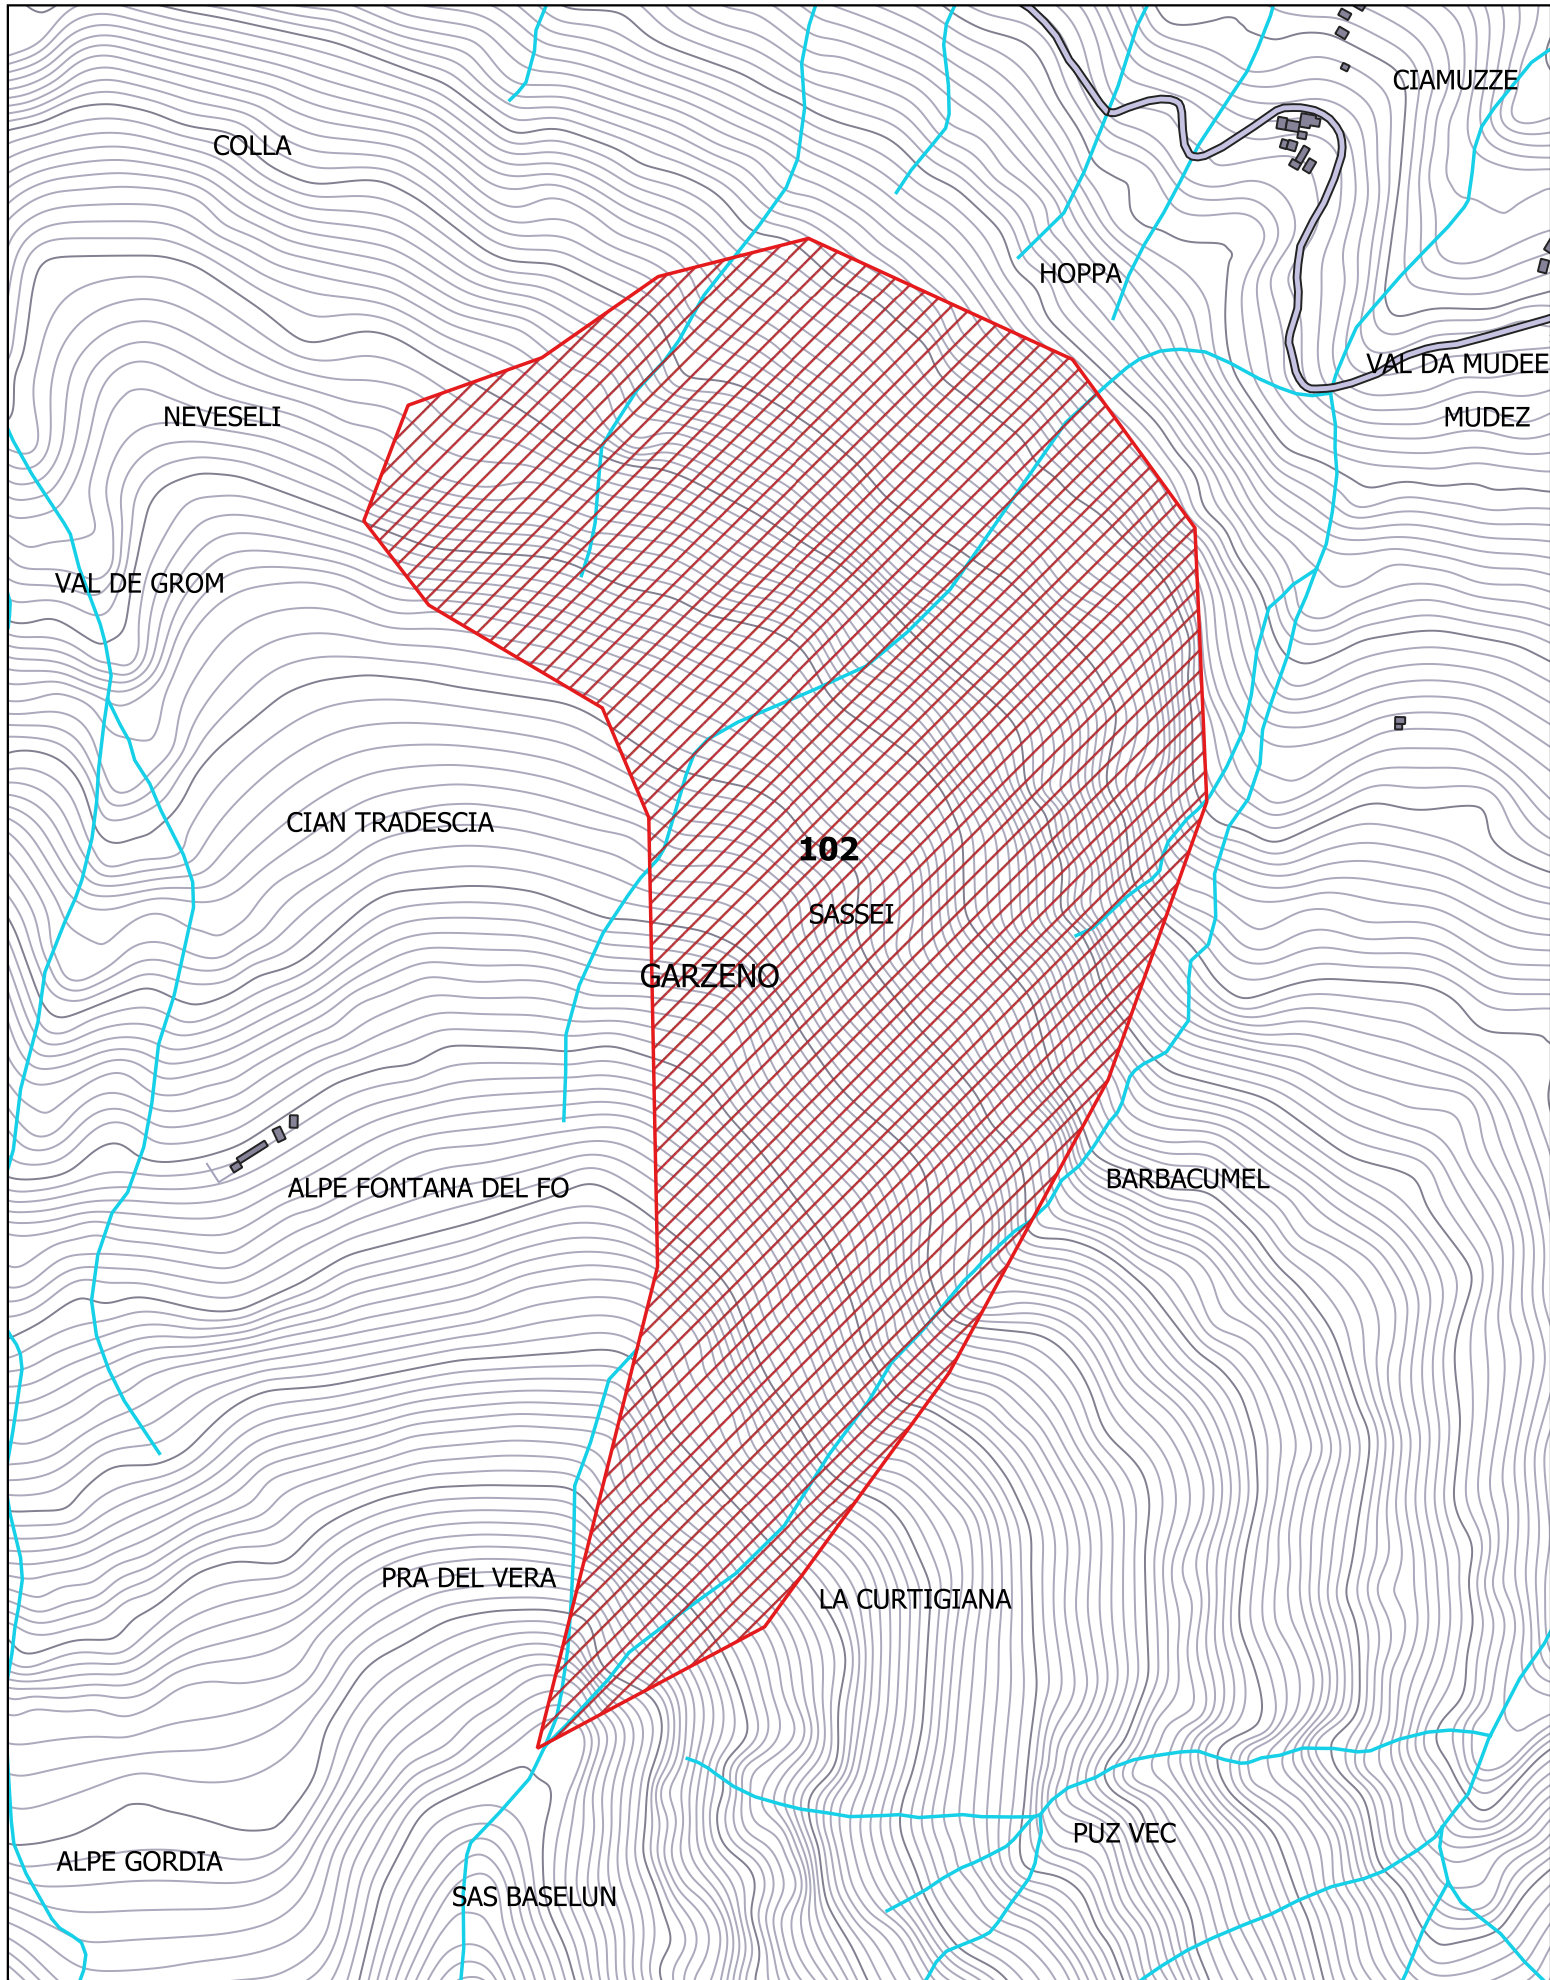 CIAMUZZE
COLLA
HOPPA
VAL DA MUDEE
NEVESELI
MUDEZ
VAL DE GROM
CIAN TRADESCIA
102
SASSEI
GARZENO
BARBACUMEL
ALPE FONTANA DEL FO
PRA DEL VERA
LA CURTIGIANA
PUZ VEC
ALPE GORDIA
SAS BASELUN